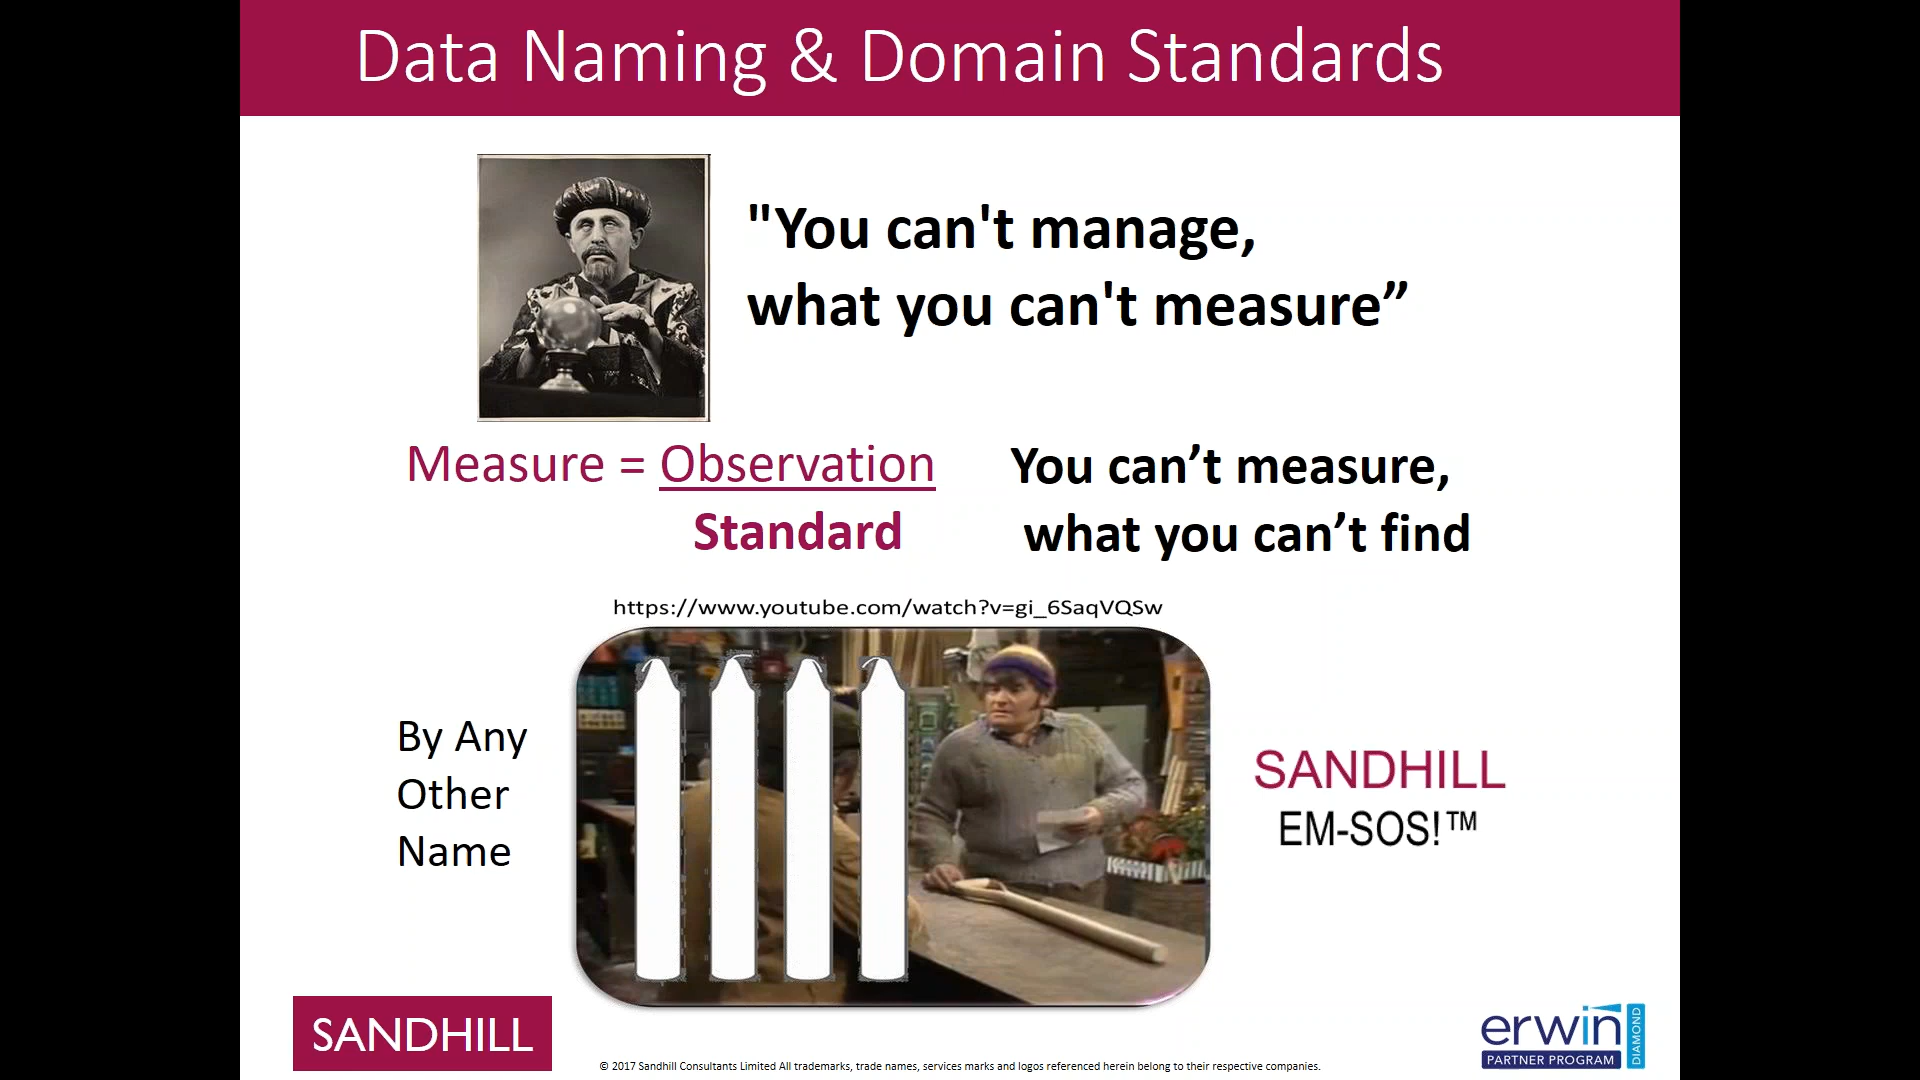 Data Naming & Domain Standards
"You can't manage,
what you can't measure”
Measure = Observation
Standard
You can’t measure,
what you can’t find
https://www.youtube.com/watch?v=gi_6SaqVQSw
By Any
Other
Name
SANDHILL
EM-SOS!™
SANDHILL
erwin
DIAMOND
PARTNER PROGRAM
© 2017 Sandhill Consultants Limited All trademarks, trade names, services marks and logos referenced herein belong to their respective companies.